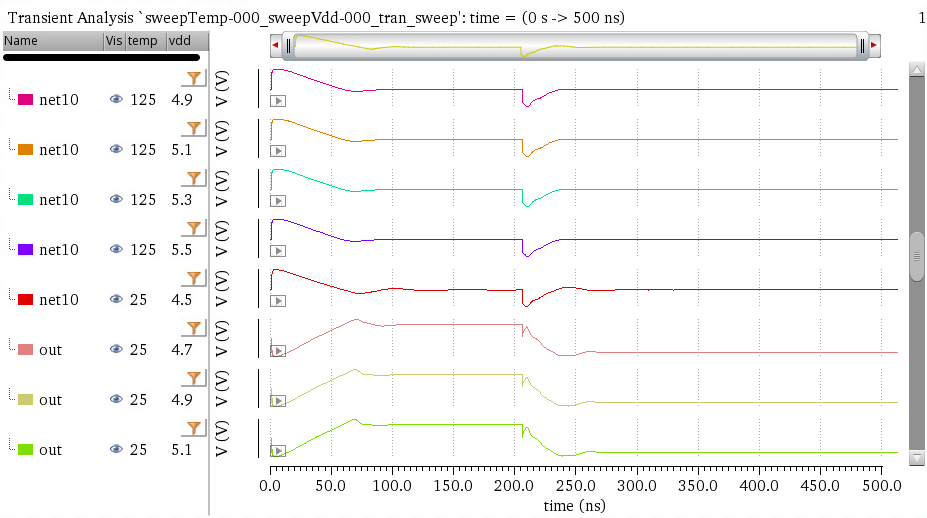 Transient Analysis `sweepTemp-000_sweepVdd-000_tran_sweep': time = (0 s -> 500 ns) 1
Name Vis temp vdd
net10 125 4.9 V (V)
net10 125 5.1 V (V)
net10 125 5.3 V (V)
net10 125 5.5 V (V)
net10 25 4.5 V (V)
out 25 4.7 V (V)
out 25 4.9 V (V)
out 25 5.1 V (V)
0.0 50.0 100.0 150.0 200.0 250.0 300.0 350.0 400.0 450.0 500.0
time (ns)